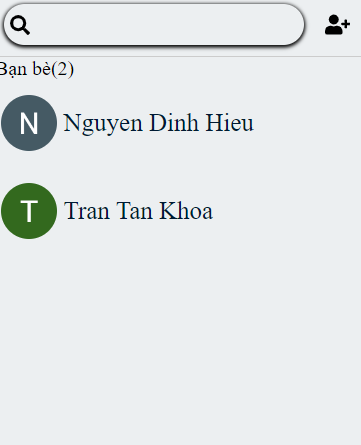 Bạn bè(2)
N Nguyen Dinh Hieu
T Tran Tan Khoa